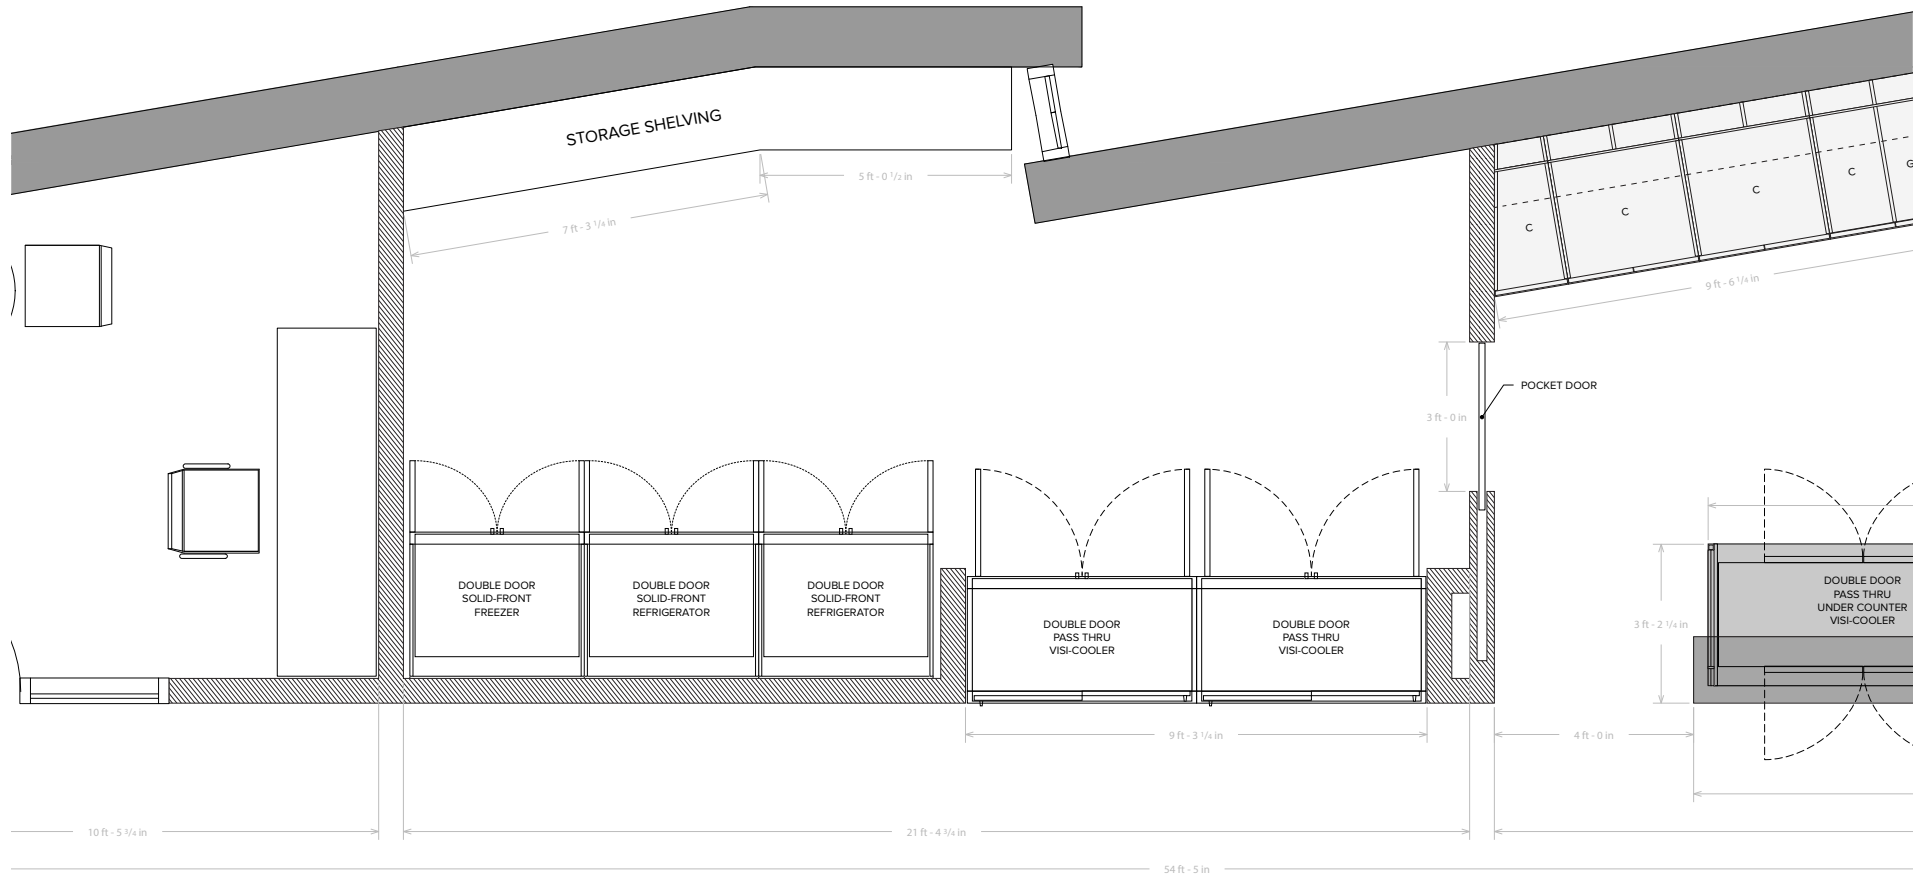 STORAGE SHELVING
5 ft - 0 1/2 in
7 ft - 3 1/4 in
C
C
C
C
G
9 ft - 6 1/4 in
POCKET DOOR
3 ft - 0 in
DOUBLE DOOR
SOLID-FRONT
FREEZER
DOUBLE DOOR
SOLID-FRONT
REFRIGERATOR
DOUBLE DOOR
SOLID-FRONT
REFRIGERATOR
DOUBLE DOOR
PASS THRU
VISI-COOLER
DOUBLE DOOR
PASS THRU
VISI-COOLER
DOUBLE DOOR
PASS THRU
UNDER COUNTER
VISI-COOLER
3 ft - 2 1/4 in
9 ft - 3 1/4 in
4 ft - 0 in
10 ft - 5 3/4 in
21 ft - 4 3/4 in
54 ft - 5 in